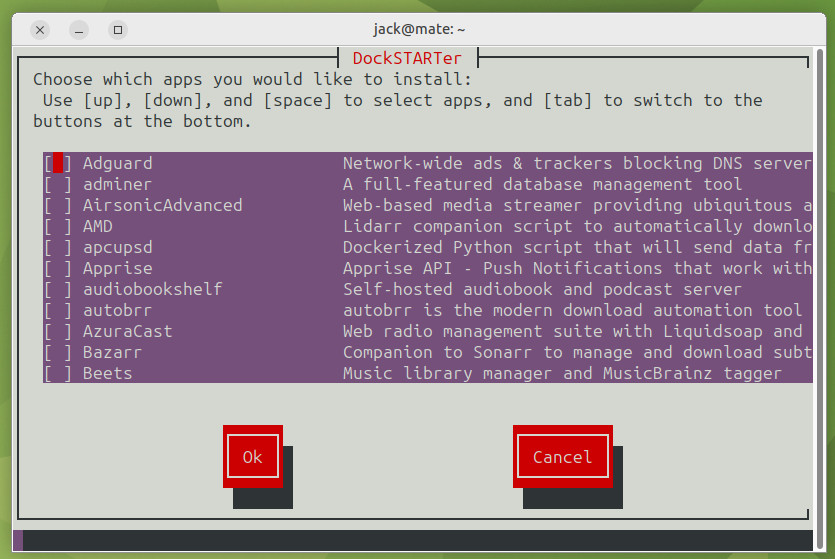 jack@mate: ~
DockSTARTer
Choose which apps you would like to install:
Use [up], [down], and [space] to select apps, and [tab] to switch to the
buttons at the bottom.
[ ] Adguard Network-wide ads & trackers blocking DNS server
[ ] adminer A full-featured database management tool
[ ] AirsonicAdvanced Web-based media streamer providing ubiquitous a
[ ] AMD Lidarr companion script to automatically downlo
[ ] apcupsd Dockerized Python script that will send data fr
[ ] Apprise Apprise API - Push Notifications that work with
[ ] audiobookshelf Self-hosted audiobook and podcast server
[ ] autobrr autobrr is the modern download automation tool
[ ] AzuraCast Web radio management suite with Liquidsoap and
[ ] Bazarr Companion to Sonarr to manage and download subt
[ ] Beets Music library manager and MusicBrainz tagger
Ok Cancel